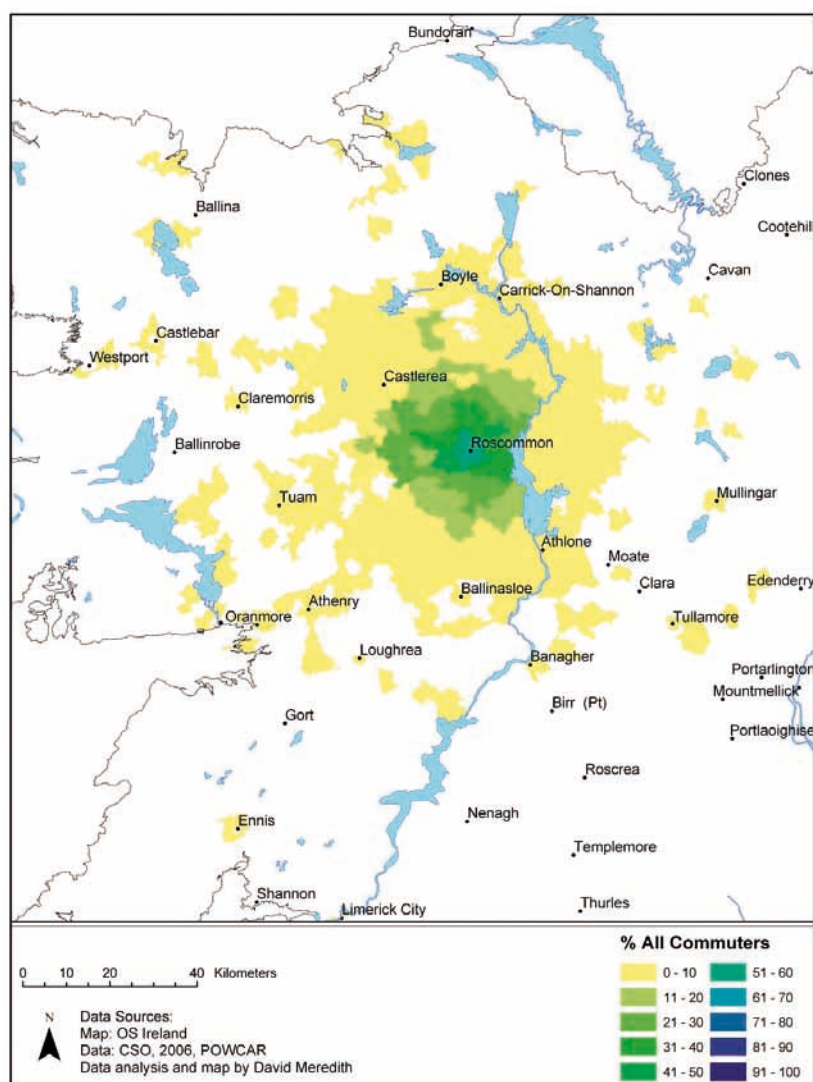 Bundoran
Clones
Ballina
Cootehill
Cavan
Boyle
Carrick-On-Shannon
Castlebar
Westport
Castlerea
Claremorris
Ballinrobe
Roscommon
Tuam
Mullingar
Athlone
Moate
Clara
Edenderry
Ballinasloe
Athenry
Oranmore
Tullamore
Loughrea
Banagher
Portarlington
Mountmellick
Birr (Pt)
Gort
Portlaoighise
Roscrea
Ennis
Nenagh
Templemore
Shannon
Limerick City
Thurles
% All Commuters
0 - 10
51 - 60
11 - 20
61 - 70
21 - 30
71 - 80
31 - 40
81 - 90
41 - 50
91 - 100
0 10 20 40 Kilometers
N
Data Sources:
Map: OS Ireland
Data: CSO, 2006, POWCAR
Data analysis and map by David Meredith